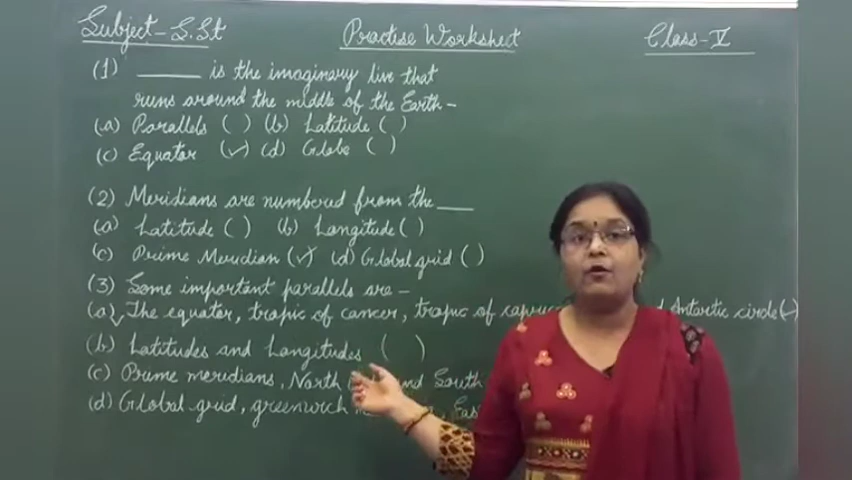 Subject - S.St Practise Worksheet Class - V
(1) _____ is the imaginary line that
runs around the middle of the Earth -
(a) Parallels ( ) (b) Latitude ( )
(c) Equator (✓) (d) Globe ( )
(2) Meridians are numbered from the ____
(a) Latitude ( ) (b) Longitude ( )
(c) Prime Meridian (✓) (d) Global grid ( )
(3) Some important parallels are -
(a) The equator, tropic of cancer, tropic of Antartic circle (✓)
(b) Latitudes and Longitudes ( )
(c) Prime meridians, North and South
(d) Global grid, greenwich